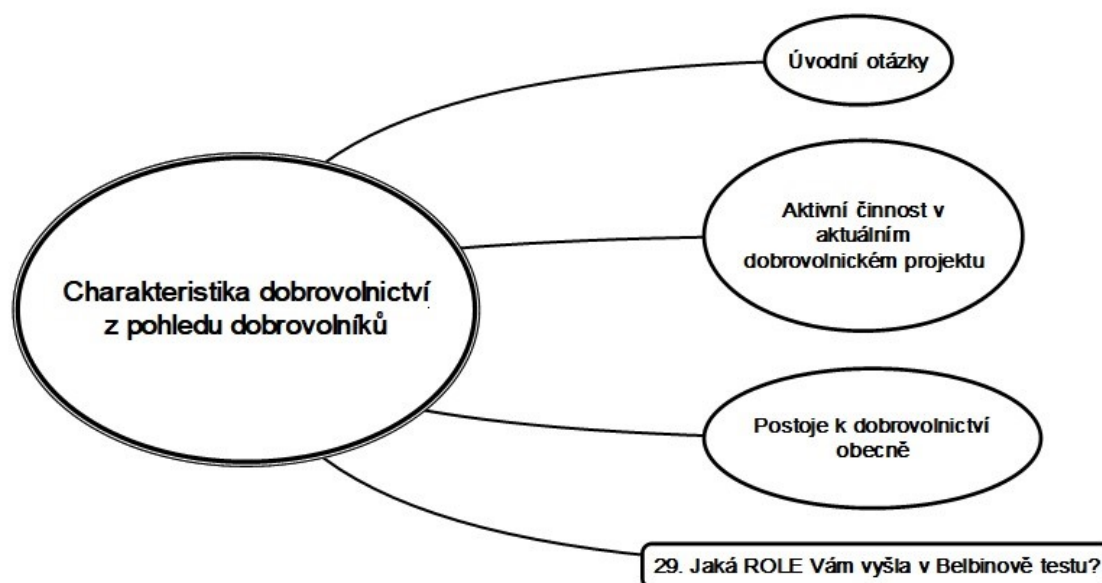 Úvodní otázky
Aktivní činnost v
aktuálním
dobrovolnickém projektu
Charakteristika dobrovolnictví
z pohledu dobrovolníků
Postoje k dobrovolnictví
obecně
29. Jaká ROLE Vám vyšla v Belbinově testu?